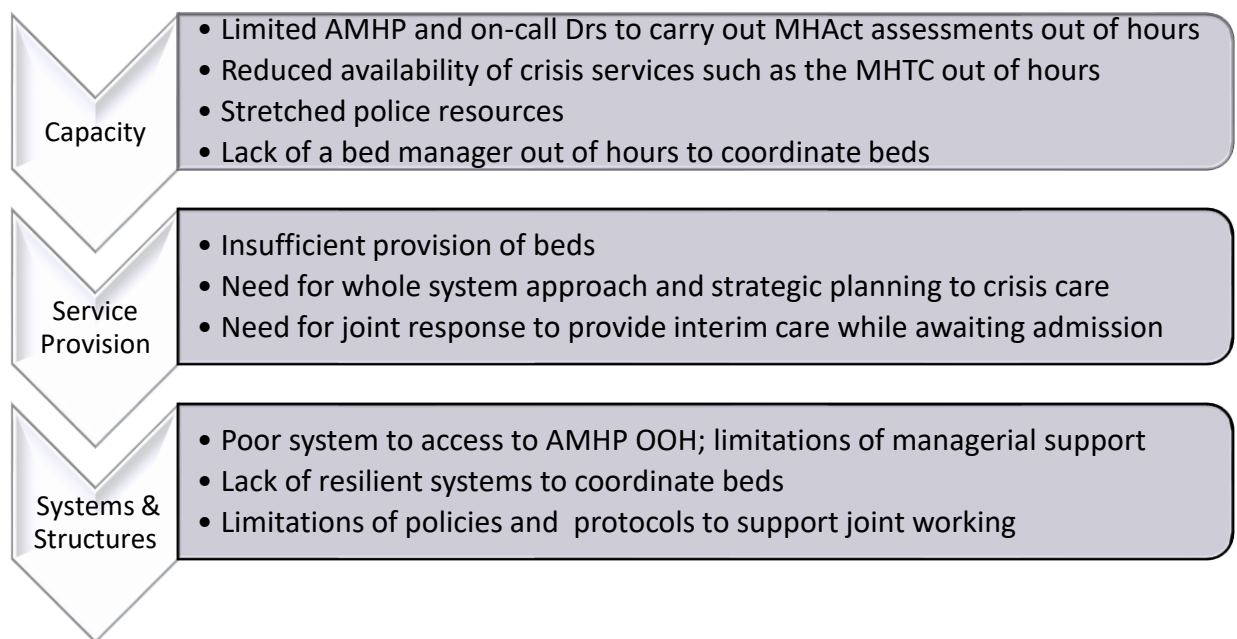 Capacity
• Limited AMHP and on-call Drs to carry out MHAct assessments out of hours
• Reduced availability of crisis services such as the MHTC out of hours
• Stretched police resources
• Lack of a bed manager out of hours to coordinate beds
Service
Provision
• Insufficient provision of beds
• Need for whole system approach and strategic planning to crisis care
• Need for joint response to provide interim care while awaiting admission
Systems &
Structures
• Poor system to access to AMHP OOH; limitations of managerial support
• Lack of resilient systems to coordinate beds
• Limitations of policies and  protocols to support joint working